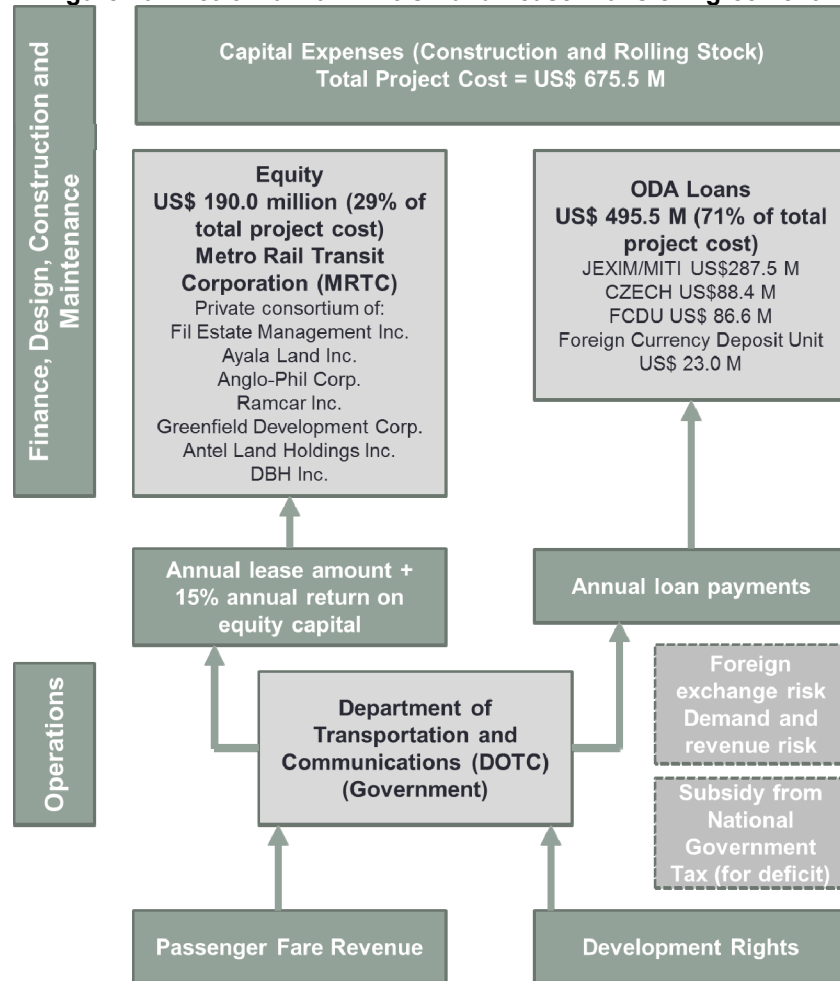 Finance, Design, Construction and
Maintenance
Capital Expenses (Construction and Rolling Stock)
Total Project Cost = US$ 675.5 M
Equity
US$ 190.0 million (29% of
total project cost)
Metro Rail Transit
Corporation (MRTC)
Private consortium of:
Fil Estate Management Inc.
Ayala Land Inc.
Anglo-Phil Corp.
Ramcar Inc.
Greenfield Development Corp.
Antel Land Holdings Inc.
DBH Inc.
ODA Loans
US$ 495.5 M (71% of total
project cost)
JEXIM/MITI US$287.5 M
CZECH US$88.4 M
FCDU US$ 86.6 M
Foreign Currency Deposit Unit
US$ 23.0 M
Annual lease amount +
15% annual return on
equity capital
Annual loan payments
Operations
Department of
Transportation and
Communications (DOTC)
(Government)
Foreign
exchange risk
Demand and
revenue risk
Subsidy from
National
Government
Tax (for deficit)
Passenger Fare Revenue
Development Rights